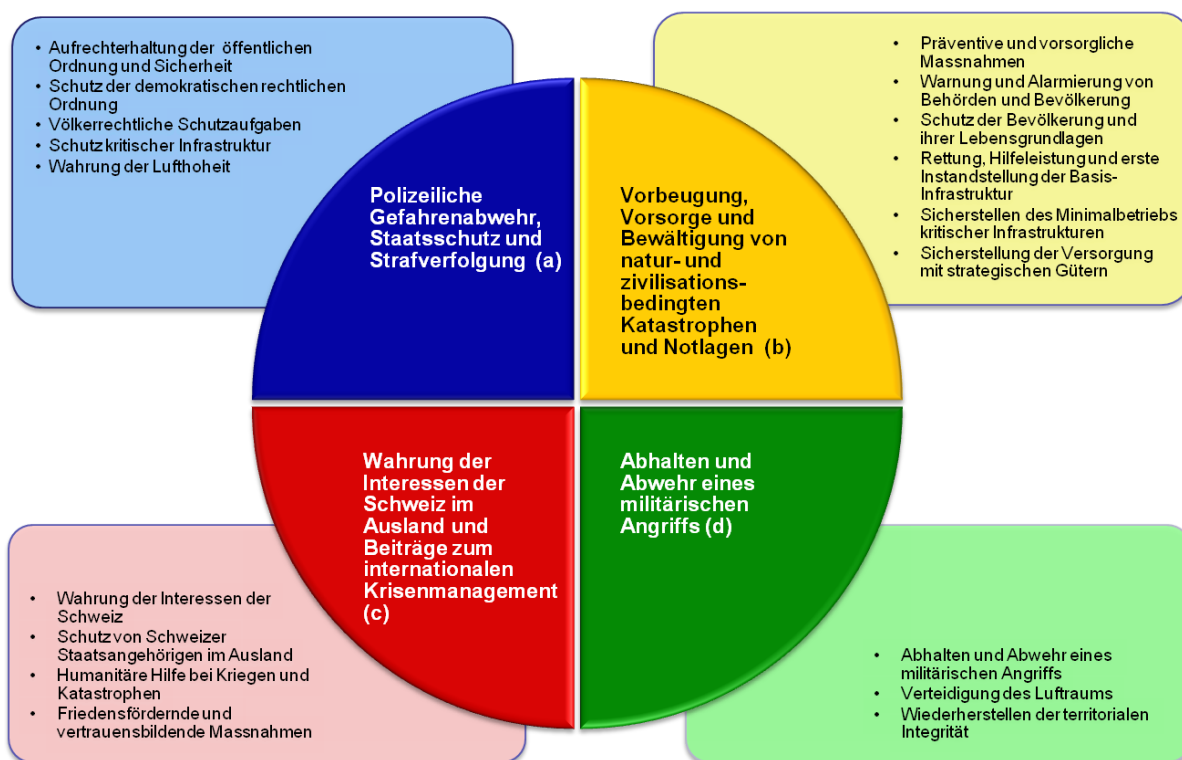 • Aufrechterhaltung der öffentlichen
Ordnung und Sicherheit
• Schutz der demokratischen rechtlichen
Ordnung
• Völkerrechtliche Schutzaufgaben
• Schutz kritischer Infrastruktur
• Wahrung der Lufthoheit
• Präventive und vorsorgliche
Massnahmen
• Warnung und Alarmierung von
Behörden und Bevölkerung
• Schutz der Bevölkerung und
ihrer Lebensgrundlagen
• Rettung, Hilfeleistung und erste
Instandstellung der Basis-
Infrastruktur
• Sicherstellen des Minimalbetriebs
kritischer Infrastrukturen
• Sicherstellung der Versorgung
mit strategischen Gütern
Polizeiliche
Gefahrenabwehr,
Staatsschutz und
Strafverfolgung (a)
Vorbeugung,
Vorsorge und
Bewältigung von
natur- und
zivilisations-
bedingten
Katastrophen
und Notlagen (b)
Wahrung der
Interessen der
Schweiz im
Ausland und
Beiträge zum
internationalen
Krisenmanagement
(c)
Abhalten und
Abwehr eines
militärischen
Angriffs (d)
• Wahrung der Interessen der
Schweiz
• Schutz von Schweizer
Staatsangehörigen im Ausland
• Humanitäre Hilfe bei Kriegen und
Katastrophen
• Friedensfördernde und
vertrauensbildende Massnahmen
• Abhalten und Abwehr eines
militärischen Angriffs
• Verteidigung des Luftraums
• Wiederherstellen der territorialen
Integrität